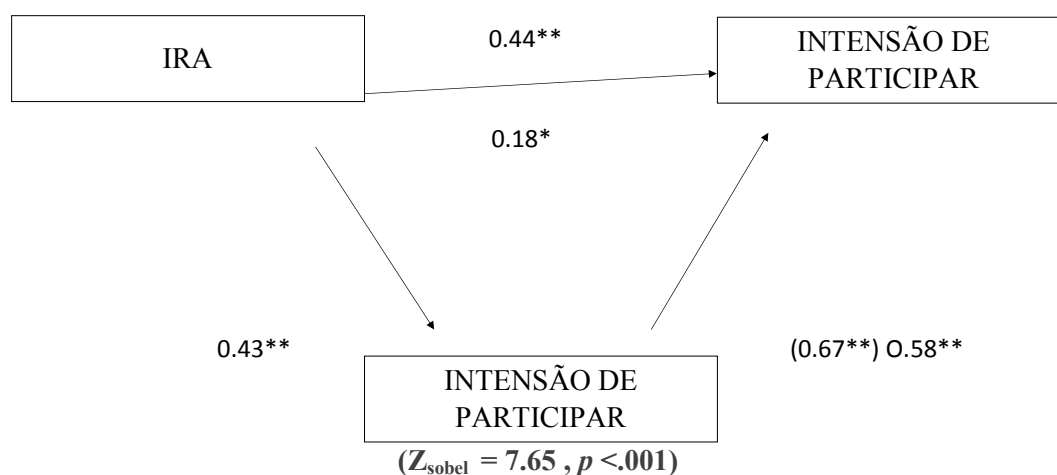 IRA
0.44**
INTENSÃO DE
PARTICIPAR
0.18*
0.43**
(0.67**) O.58**
INTENSÃO DE
PARTICIPAR
(Zsobel = 7.65 , p <.001)